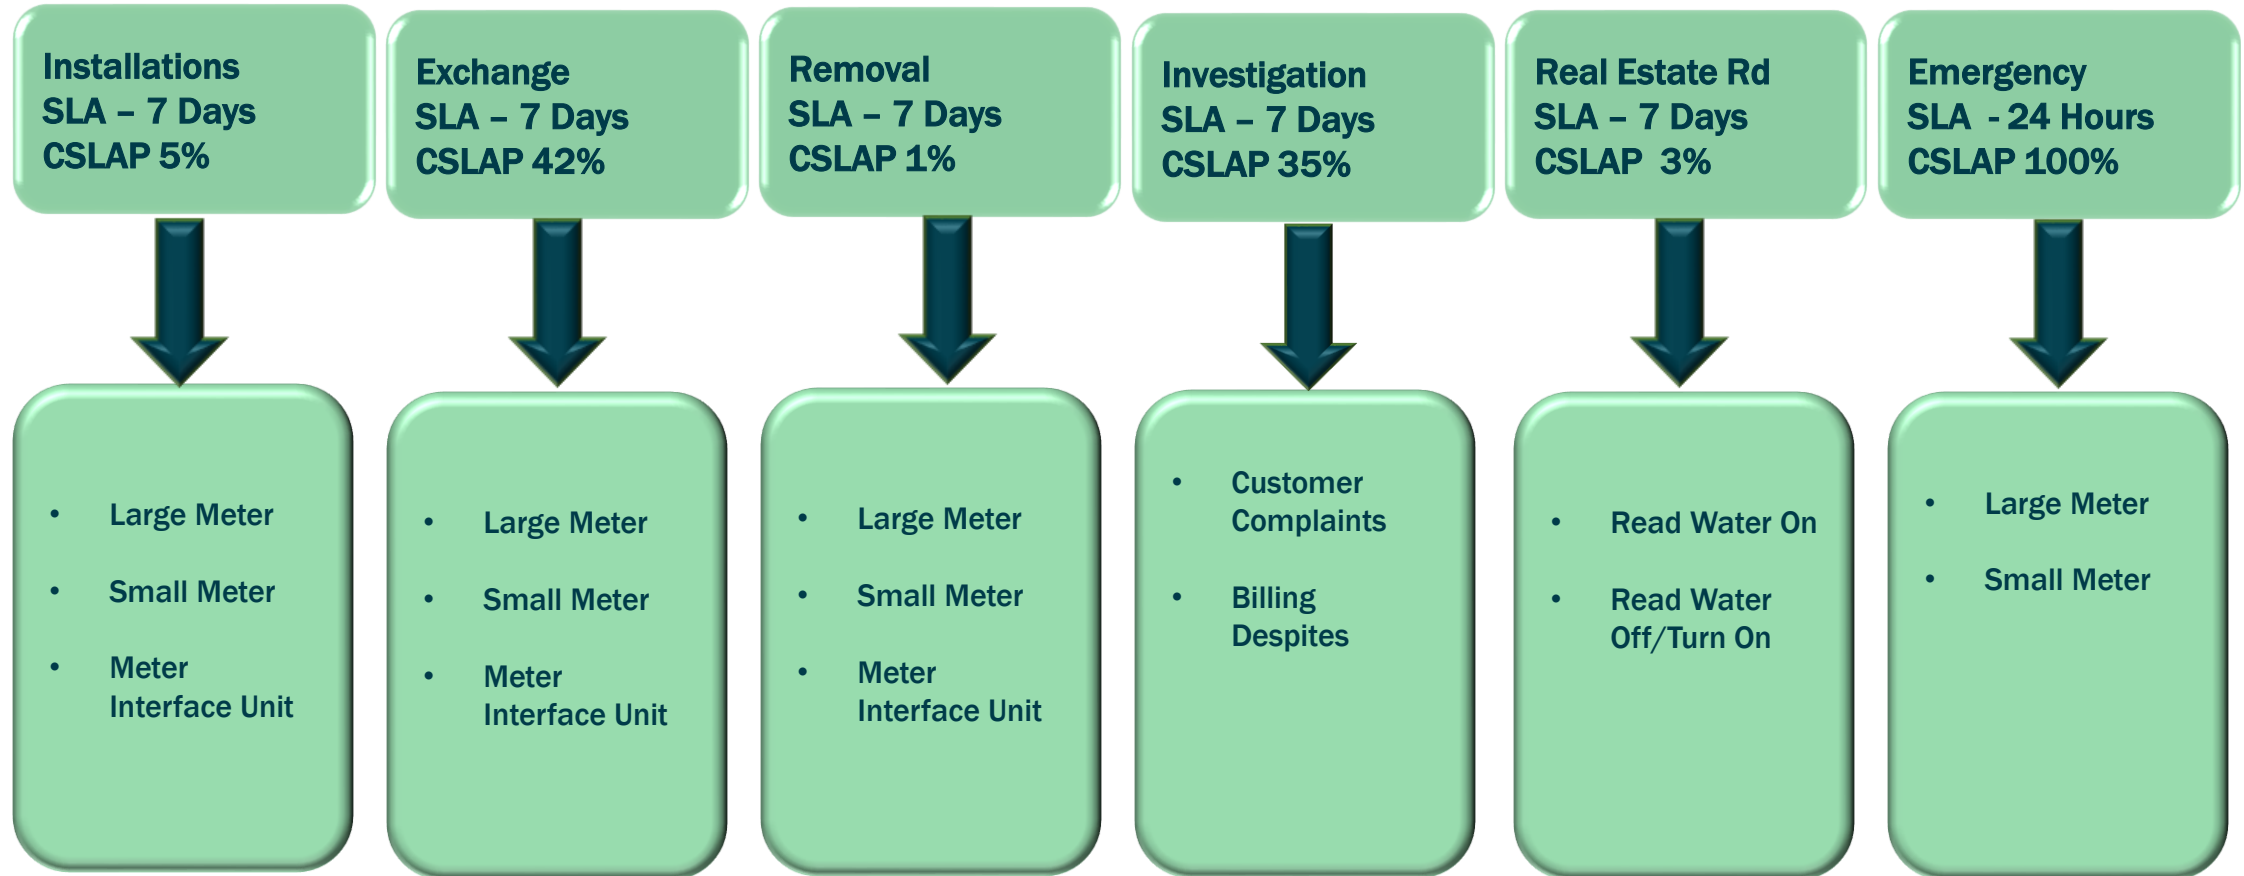 Installations
SLA – 7 Days
CSLAP 5%
Exchange
SLA – 7 Days
CSLAP 42%
Removal
SLA – 7 Days
CSLAP 1%
Investigation
SLA – 7 Days
CSLAP 35%
Real Estate Rd
SLA – 7 Days
CSLAP 3%
Emergency
SLA - 24 Hours
CSLAP 100%
• Large Meter
• Small Meter
• Meter
Interface Unit
• Large Meter
• Small Meter
• Meter
Interface Unit
• Large Meter
• Small Meter
• Meter
Interface Unit
• Customer
Complaints
• Billing
Despites
• Read Water On
• Read Water
Off/Turn On
• Large Meter
• Small Meter